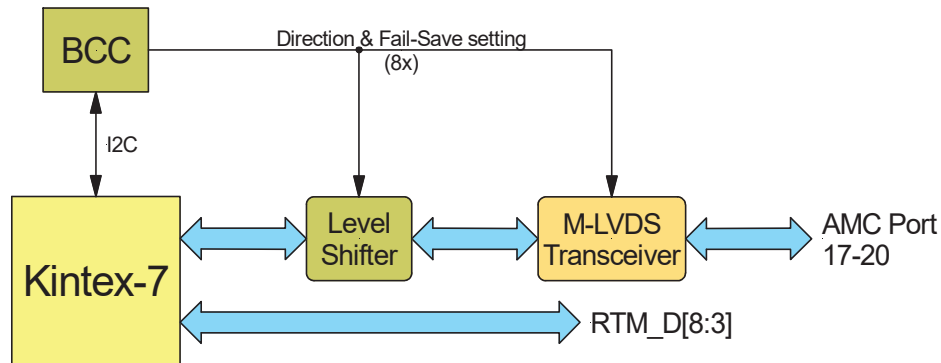 BCC
Direction & Fail-Save setting
(8x)
I2C
Level
Shifter
M-LVDS
Transceiver
AMC Port
17-20
Kintex-7
RTM_D[8:3]